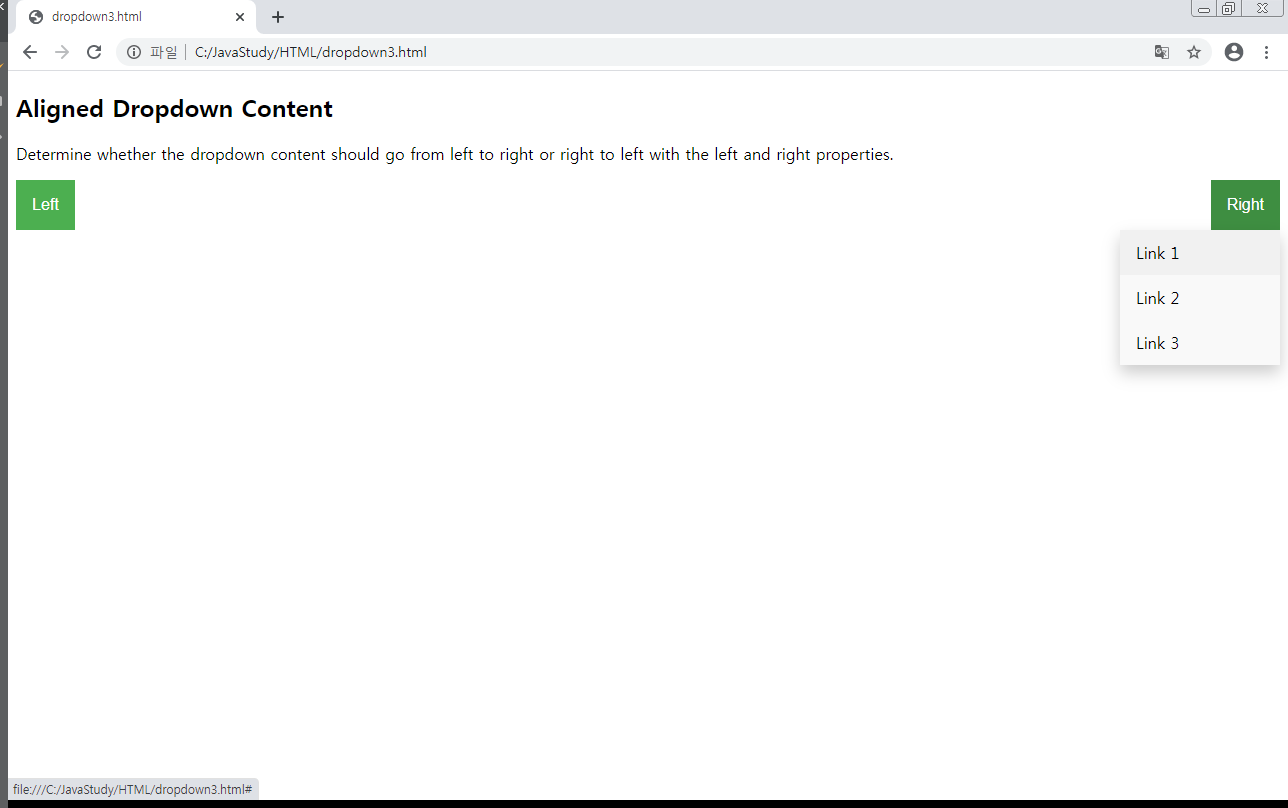 dropdown3.html
파일 C:/JavaStudy/HTML/dropdown3.html
Aligned Dropdown Content
Determine whether the dropdown content should go from left to right or right to left with the left and right properties.
Left
Right
Link 1
Link 2
Link 3
file:///C:/JavaStudy/HTML/dropdown3.html#